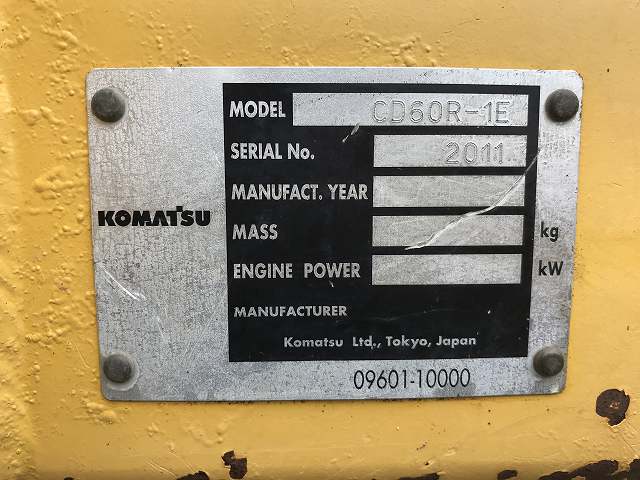 MODEL CD60R-1E
SERIAL No. 2011
MANUFACT. YEAR
KOMATSU
MASS kg
ENGINE POWER kW
MANUFACTURER
Komatsu Ltd., Tokyo, Japan
09601-10000